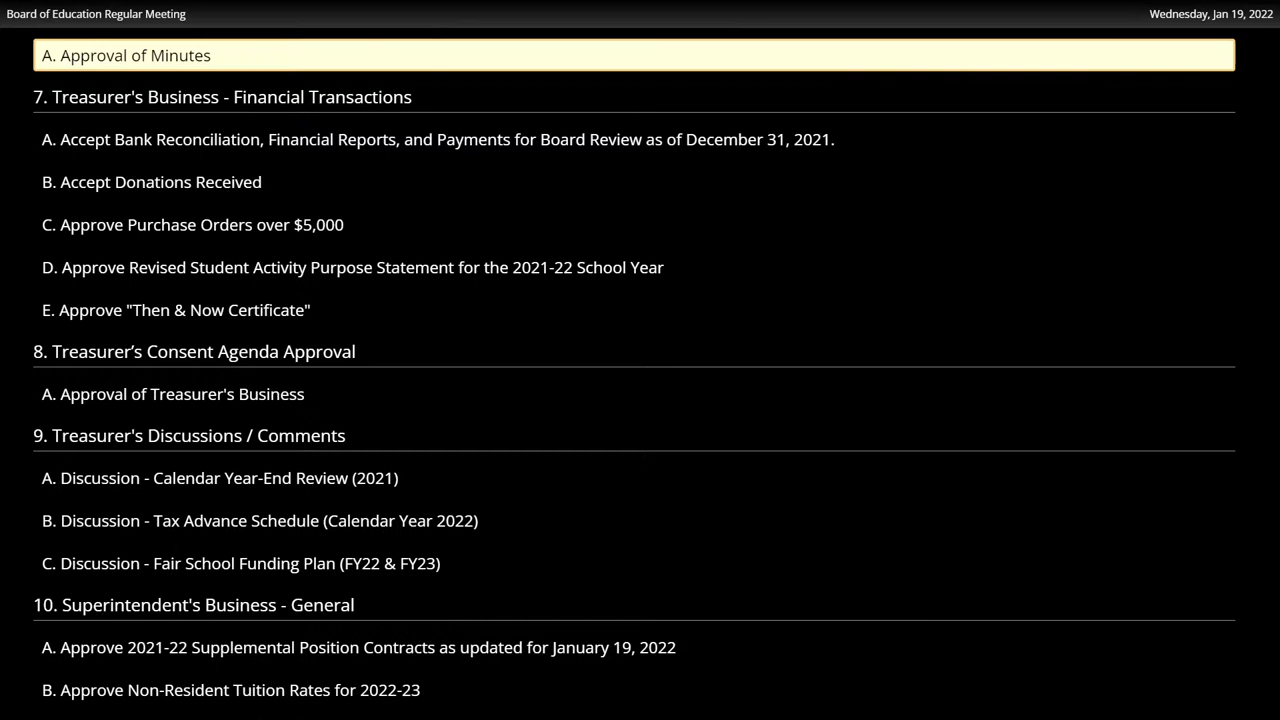 Board of Education Regular Meeting
Wednesday, Jan 19, 2022
A. Approval of Minutes
7. Treasurer's Business - Financial Transactions
A. Accept Bank Reconciliation, Financial Reports, and Payments for Board Review as of December 31, 2021.
B. Accept Donations Received
C. Approve Purchase Orders over $5,000
D. Approve Revised Student Activity Purpose Statement for the 2021-22 School Year
E. Approve "Then & Now Certificate"
8. Treasurer’s Consent Agenda Approval
A. Approval of Treasurer's Business
9. Treasurer's Discussions / Comments
A. Discussion - Calendar Year-End Review (2021)
B. Discussion - Tax Advance Schedule (Calendar Year 2022)
C. Discussion - Fair School Funding Plan (FY22 & FY23)
10. Superintendent's Business - General
A. Approve 2021-22 Supplemental Position Contracts as updated for January 19, 2022
B. Approve Non-Resident Tuition Rates for 2022-23